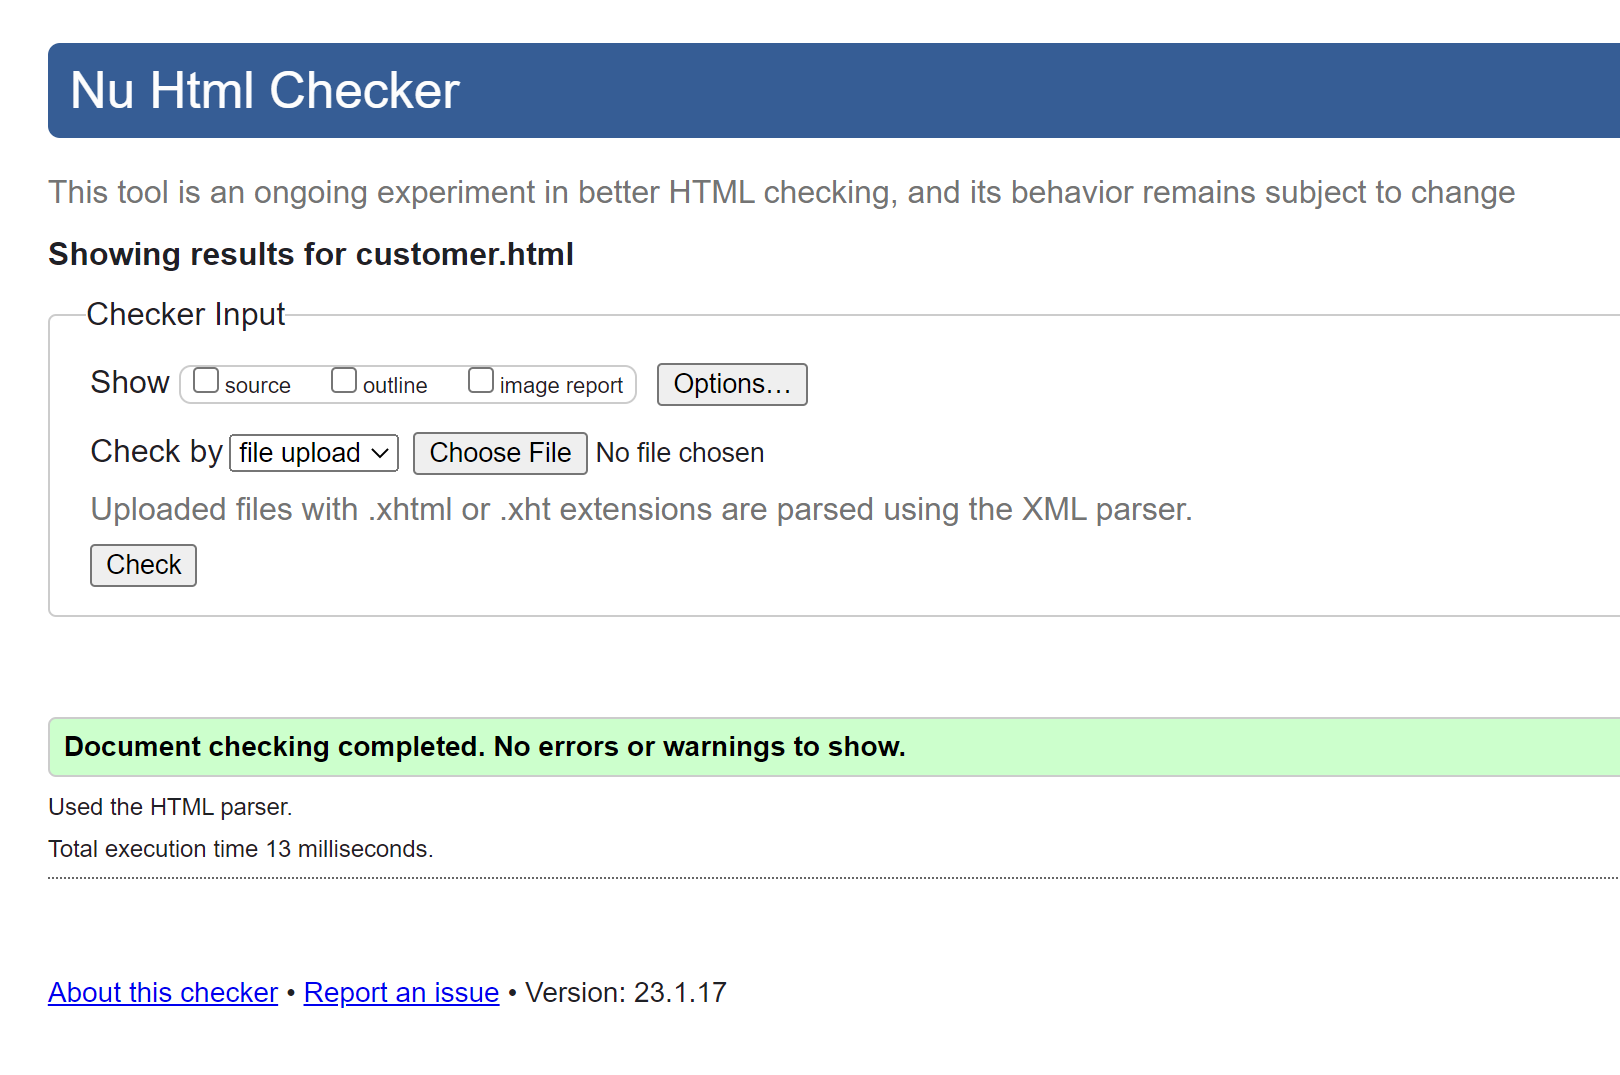 Nu Html Checker
This tool is an ongoing experiment in better HTML checking, and its behavior remains subject to change
Showing results for customer.html
Checker Input
Show source outline image report Options…
Check by file upload Choose File No file chosen
Uploaded files with .xhtml or .xht extensions are parsed using the XML parser.
Check
Document checking completed. No errors or warnings to show.
Used the HTML parser.
Total execution time 13 milliseconds.
About this checker • Report an issue • Version: 23.1.17